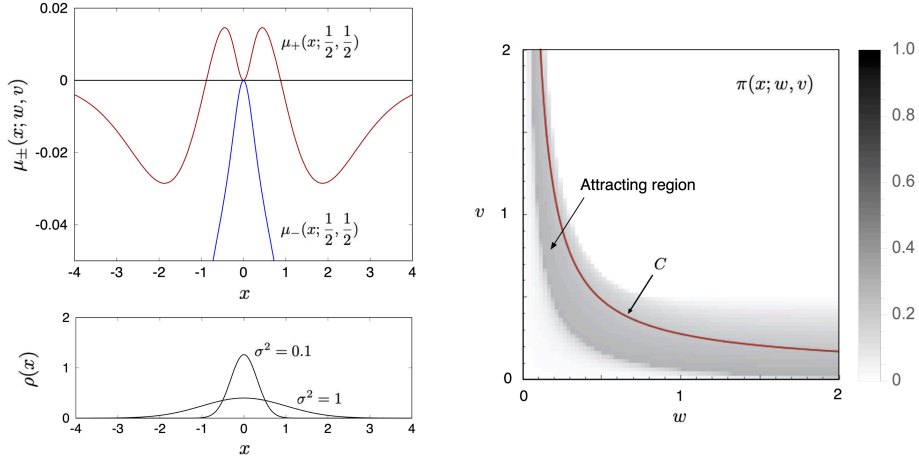 0.02
0
-0.02
-0.04
μ±(x; w, v)
μ+(x; 1/2, 1/2)
μ−(x; 1/2, 1/2)
-4 -3 -2 -1 0 1 2 3 4
x
2
1
0
ρ(x)
σ² = 0.1
σ² = 1
-4 -3 -2 -1 0 1 2 3 4
x
2
1
0
v
π(x; w, v)
Attracting region
C
0 1 2
w
1.0
0.8
0.6
0.4
0.2
0